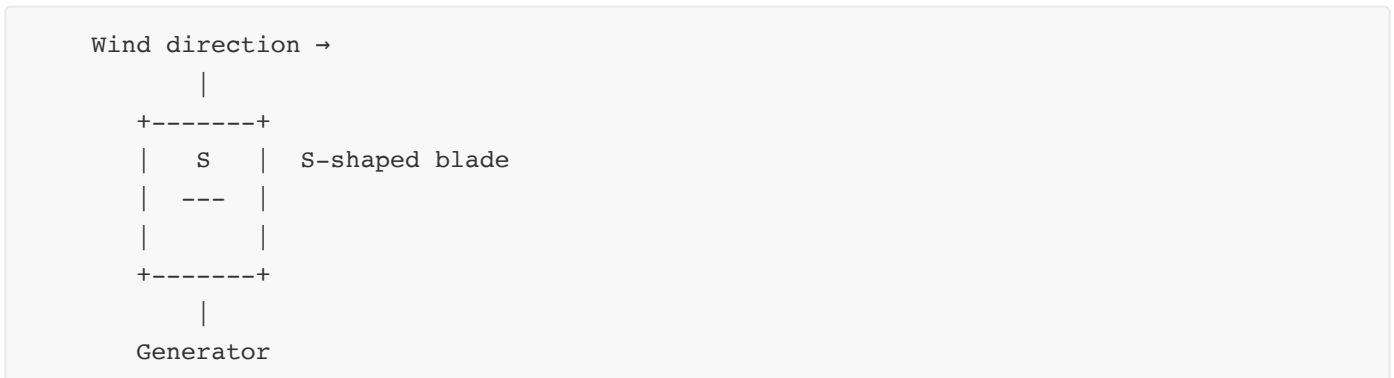 Wind direction →
|
+-------+
|   S   |  S-shaped blade
|  ---  |
|       |
+-------+
|
Generator